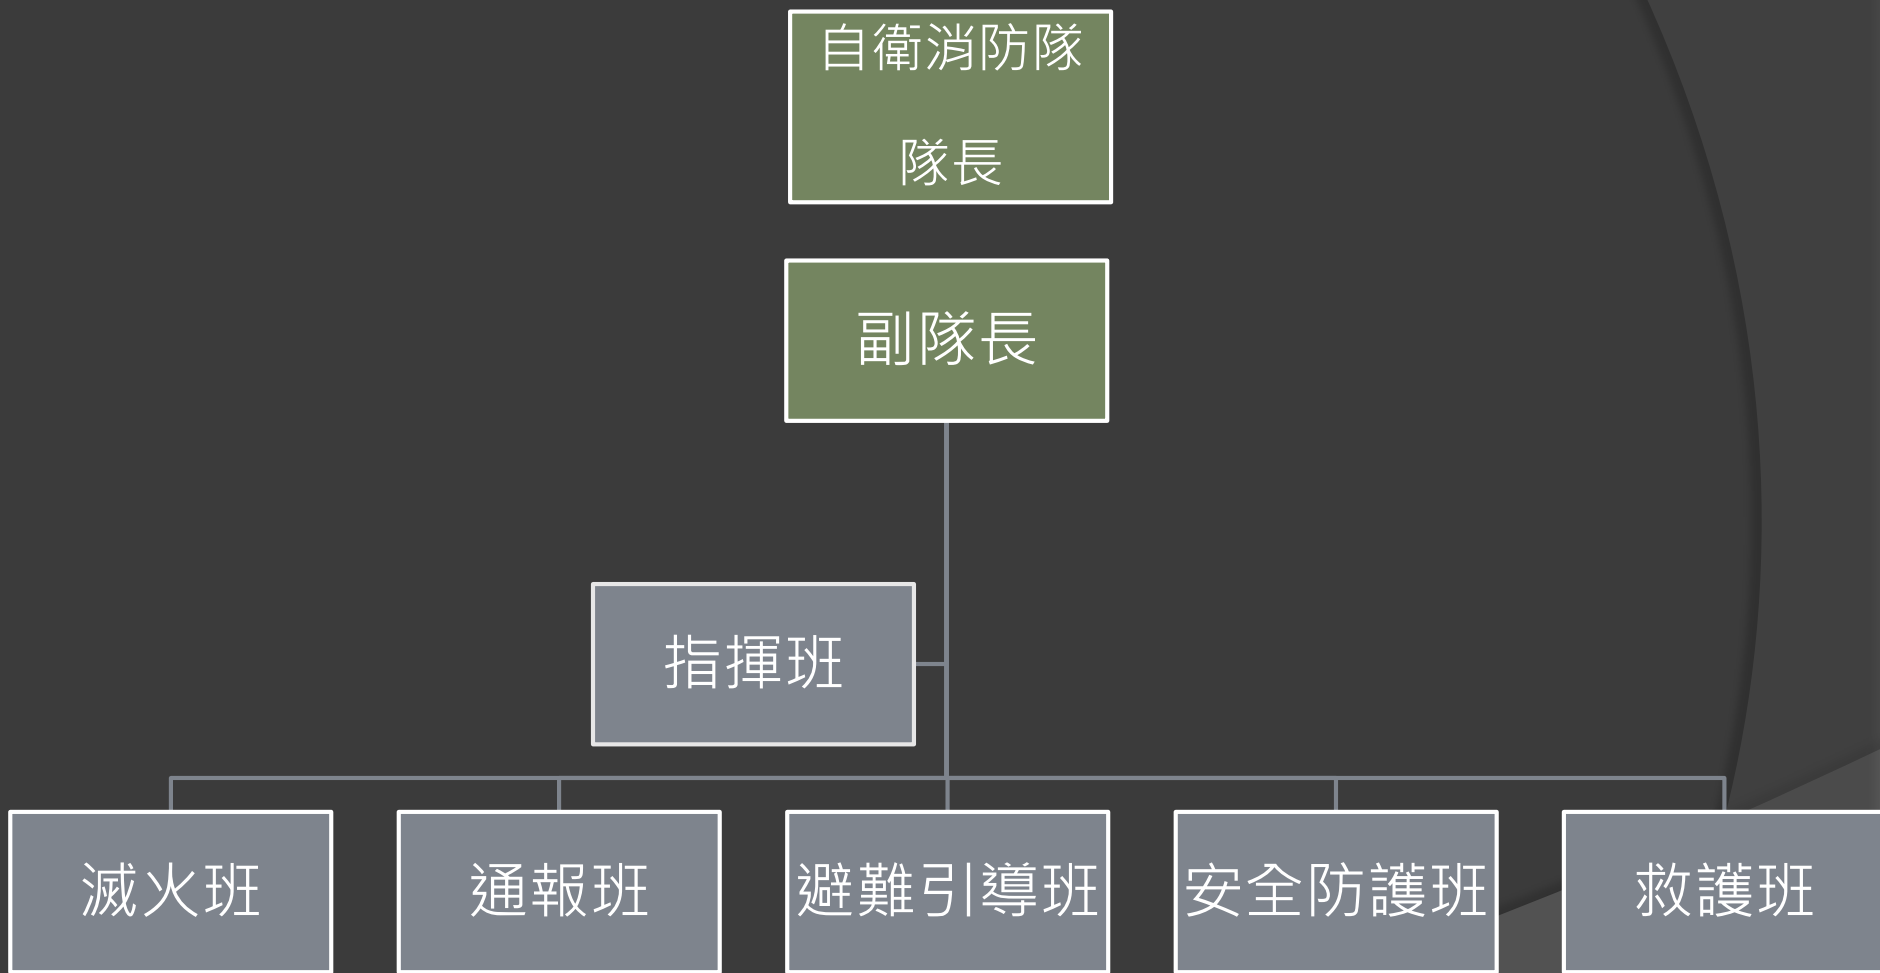 自衛消防隊
隊長
副隊長
指揮班
滅火班
通報班
避難引導班
安全防護班
救護班